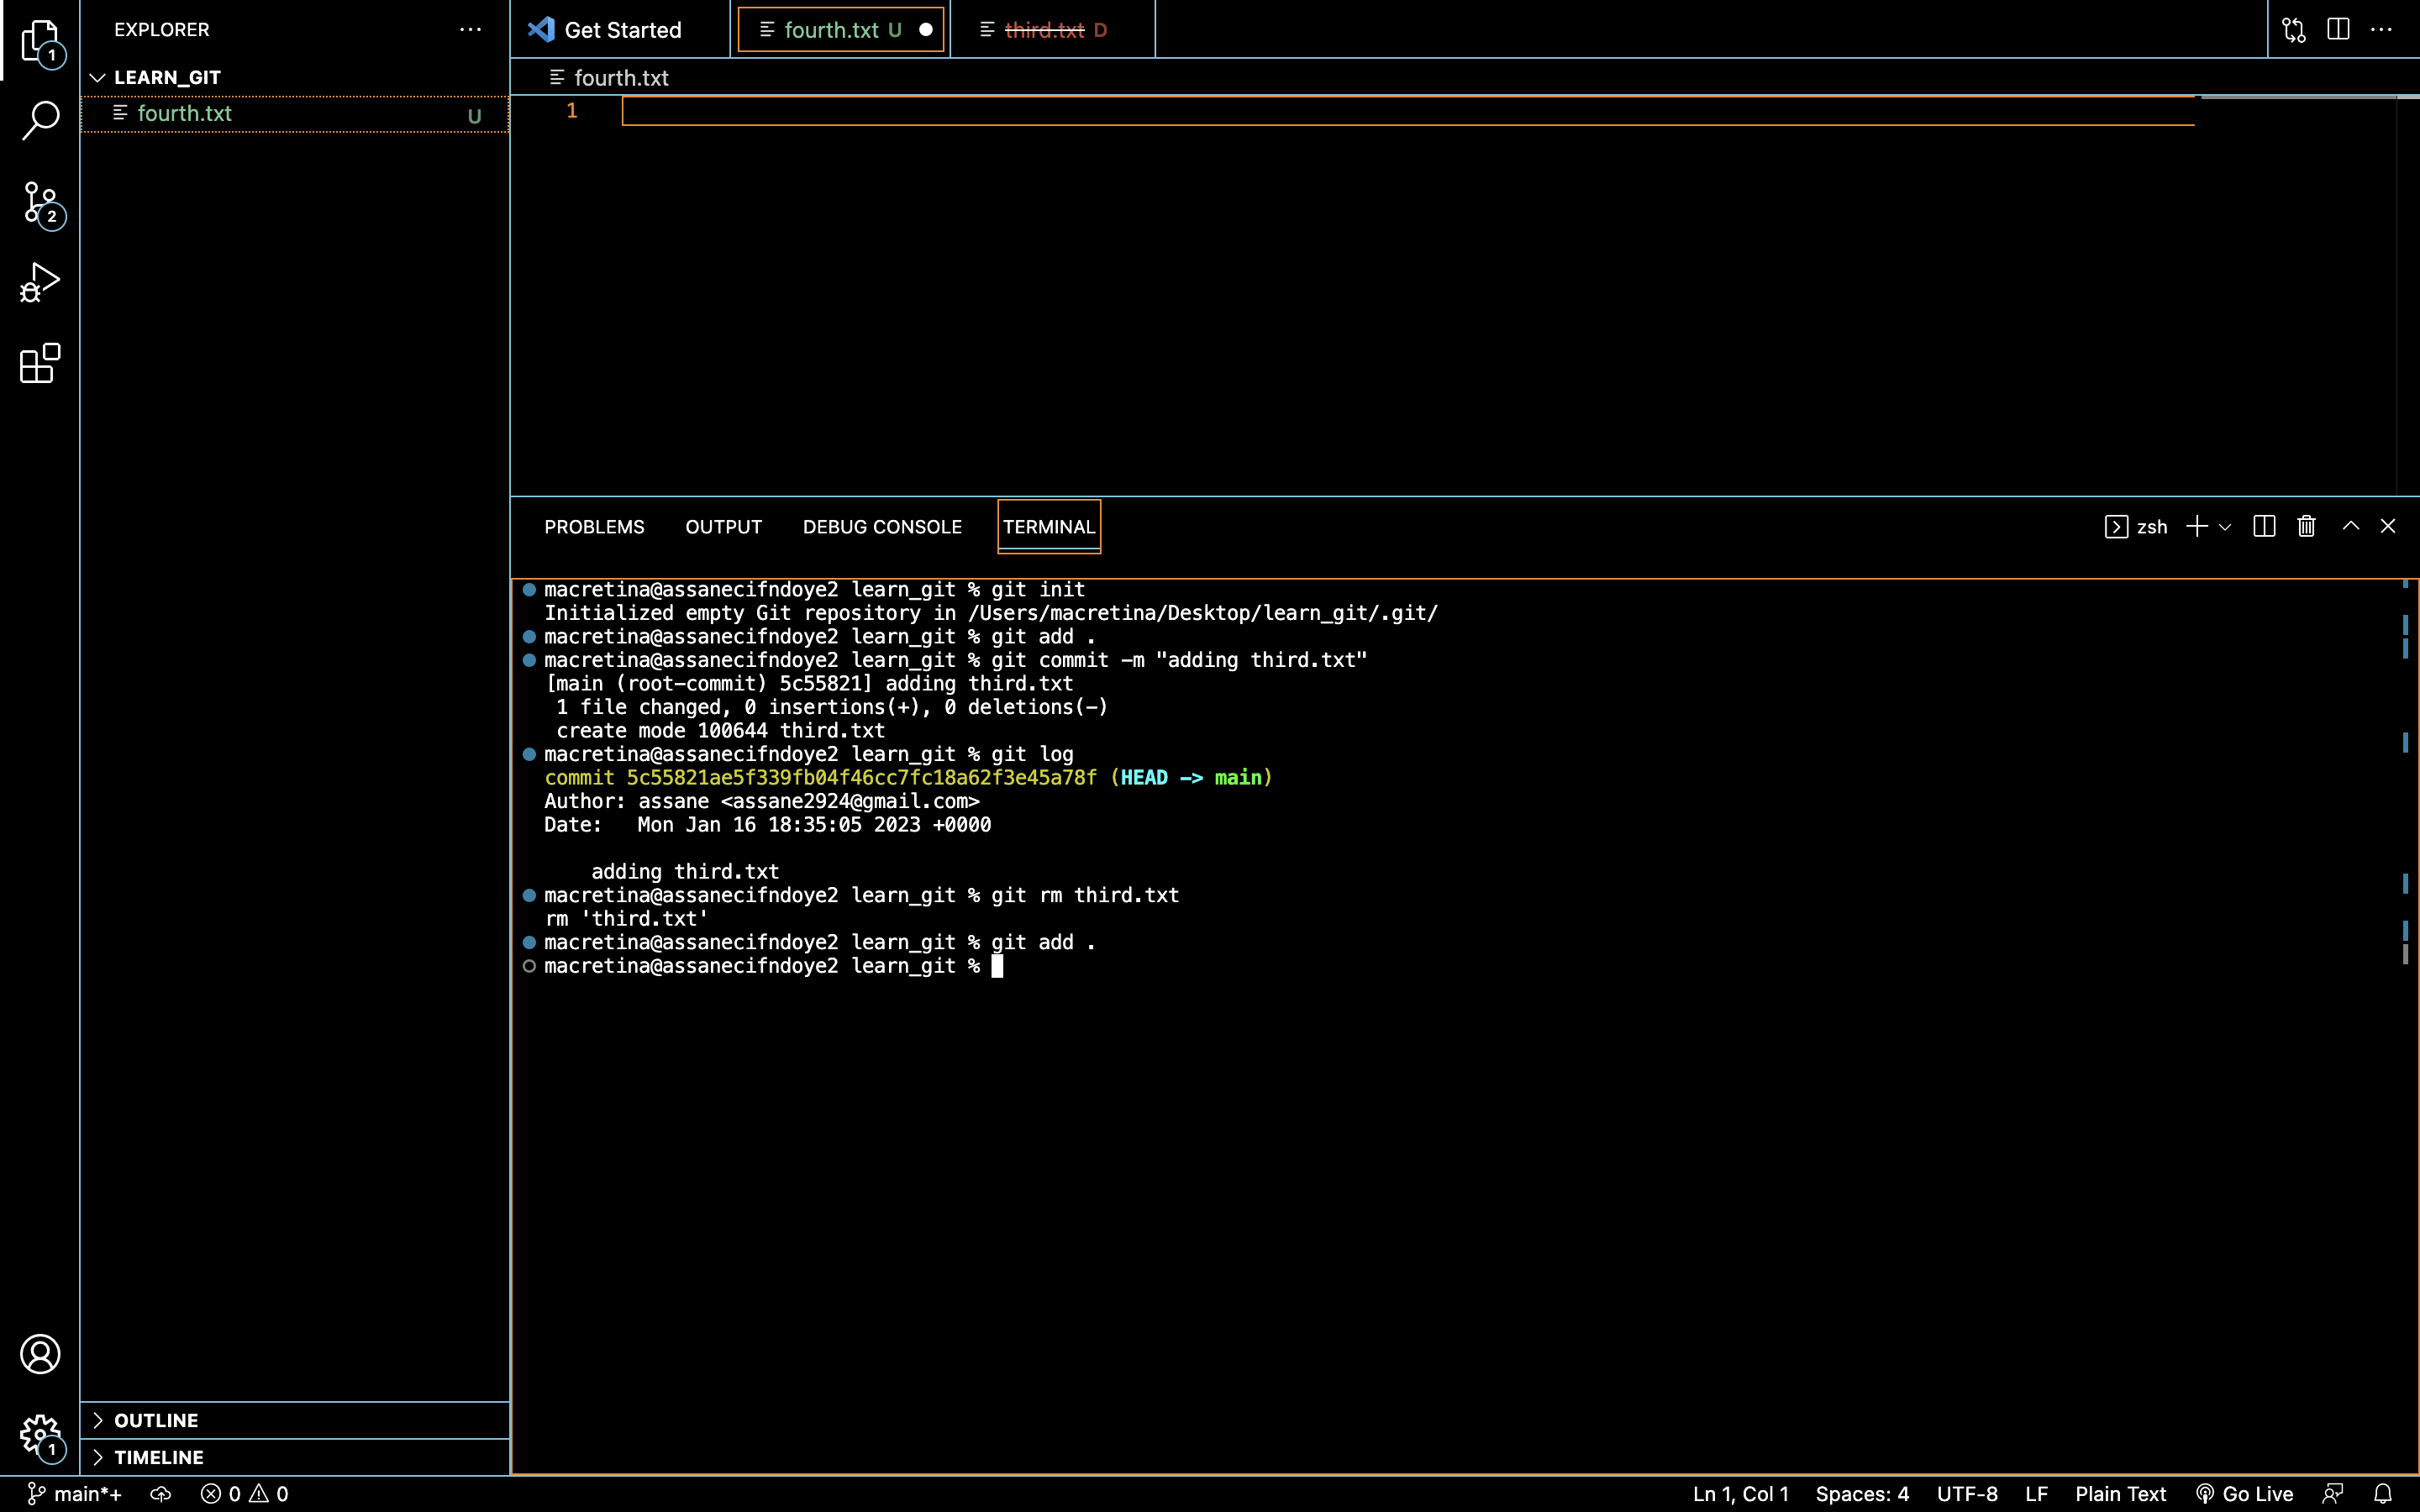 EXPLORER
LEARN_GIT
fourth.txt U
1
2
1
OUTLINE
TIMELINE
Get Started
fourth.txt U
third.txt D
fourth.txt
1
PROBLEMS OUTPUT DEBUG CONSOLE TERMINAL
zsh
macretina@assanecifndoye2 learn_git % git init
Initialized empty Git repository in /Users/macretina/Desktop/learn_git/.git/
macretina@assanecifndoye2 learn_git % git add .
macretina@assanecifndoye2 learn_git % git commit -m "adding third.txt"
[main (root-commit) 5c55821] adding third.txt
1 file changed, 0 insertions(+), 0 deletions(-)
create mode 100644 third.txt
macretina@assanecifndoye2 learn_git % git log
commit 5c55821ae5f339fb04f46cc7fc18a62f3e45a78f (HEAD -> main)
Author: assane <assane2924@gmail.com>
Date:   Mon Jan 16 18:35:05 2023 +0000
adding third.txt
macretina@assanecifndoye2 learn_git % git rm third.txt
rm 'third.txt'
macretina@assanecifndoye2 learn_git % git add .
macretina@assanecifndoye2 learn_git %
main*+ 0 0 Ln 1, Col 1 Spaces: 4 UTF-8 LF Plain Text Go Live